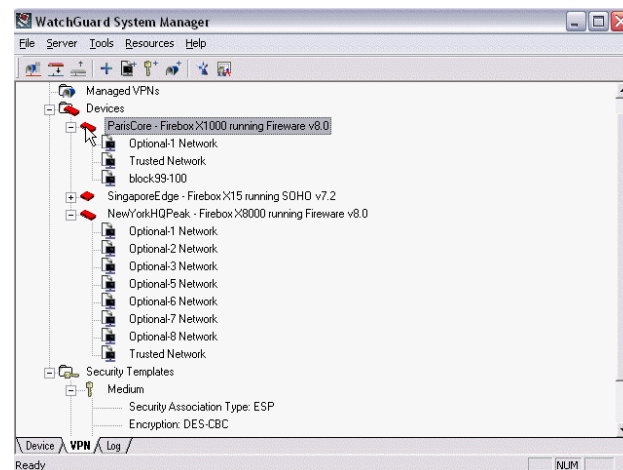 WatchGuard System Manager
File Server Tools Resources Help
Managed VPNs
Devices
ParisCore - Firebox X1000 running Fireware v8.0
Optional-1 Network
Trusted Network
block99-100
SingaporeEdge - Firebox X15 running SOHO v7.2
NewYorkHQPeak - Firebox X8000 running Fireware v8.0
Optional-1 Network
Optional-2 Network
Optional-3 Network
Optional-5 Network
Optional-6 Network
Optional-7 Network
Optional-8 Network
Trusted Network
Security Templates
Medium
Security Association Type: ESP
Encryption: DES-CBC
Device VPN Log
Ready NUM